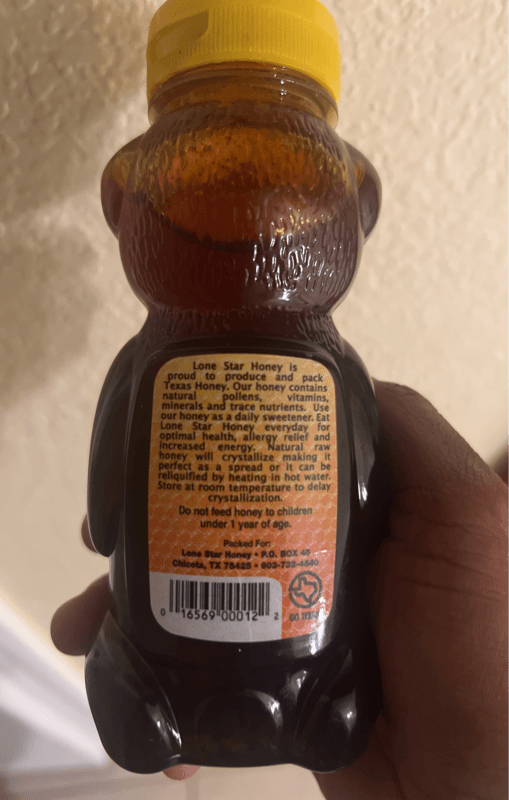 Lone Star Honey is
proud to produce and pack
Texas Honey. Our honey contains
natural pollens, vitamins,
minerals and trace nutrients. Use
our honey as a daily sweetener. Eat
Lone Star Honey everyday for
optimal health, allergy relief and
increased energy. Natural raw
honey will crystallize making it
perfect as a spread or it can be
reliquified by heating in hot water.
Store at room temperature to delay
crystallization.
Do not feed honey to children
under 1 year of age.
Packed For:
Lone Star Honey • P.O. BOX 48
Chicota, TX 75425 •
0 16569 00012 2
GO TEXAN